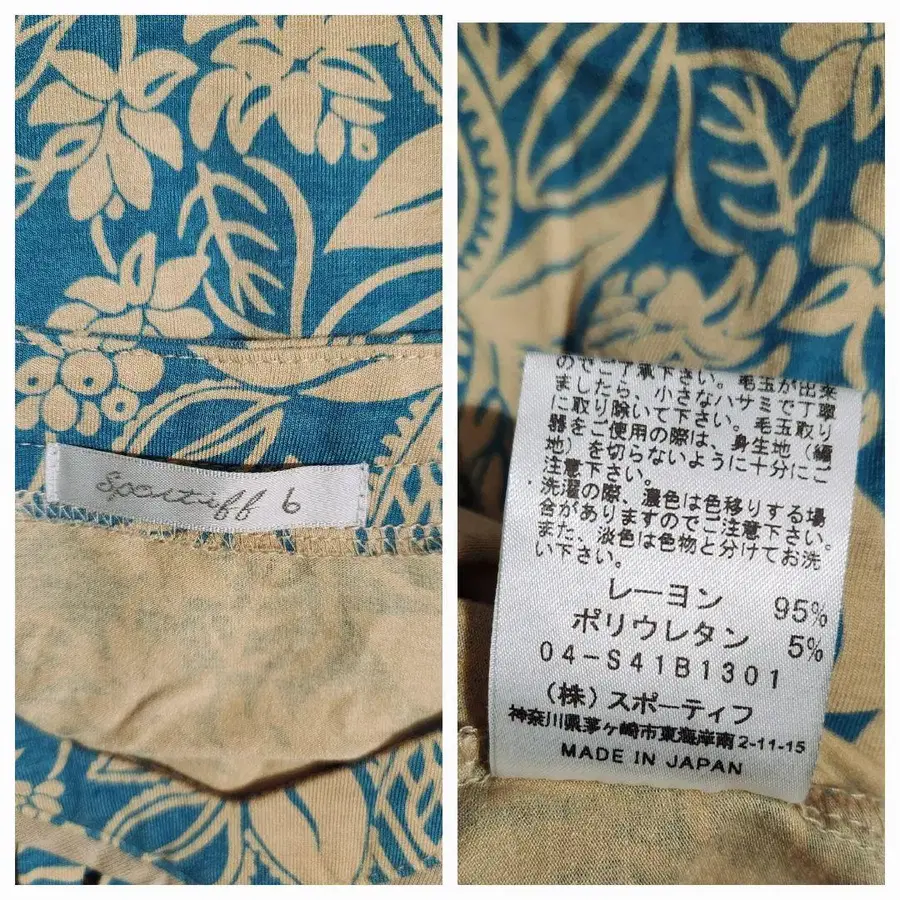 Sportiff 6
のでご了承下さい。毛玉が出来
ましたら、小さなハサミで丁寧
に取り除いて下さい。毛玉取り
器をご使用の際は、身生地（編
地）を切らないように十分にご
注意下さい。
洗濯の際、濃色は色移りする場
合がありますのでご注意下さい。
また、淡色は色物と分けてお洗
い下さい。
レーヨン 95%
ポリウレタン 5%
04-S41B1301
（株）スポーティフ
神奈川県茅ヶ崎市東海岸南2-11-15
MADE IN JAPAN